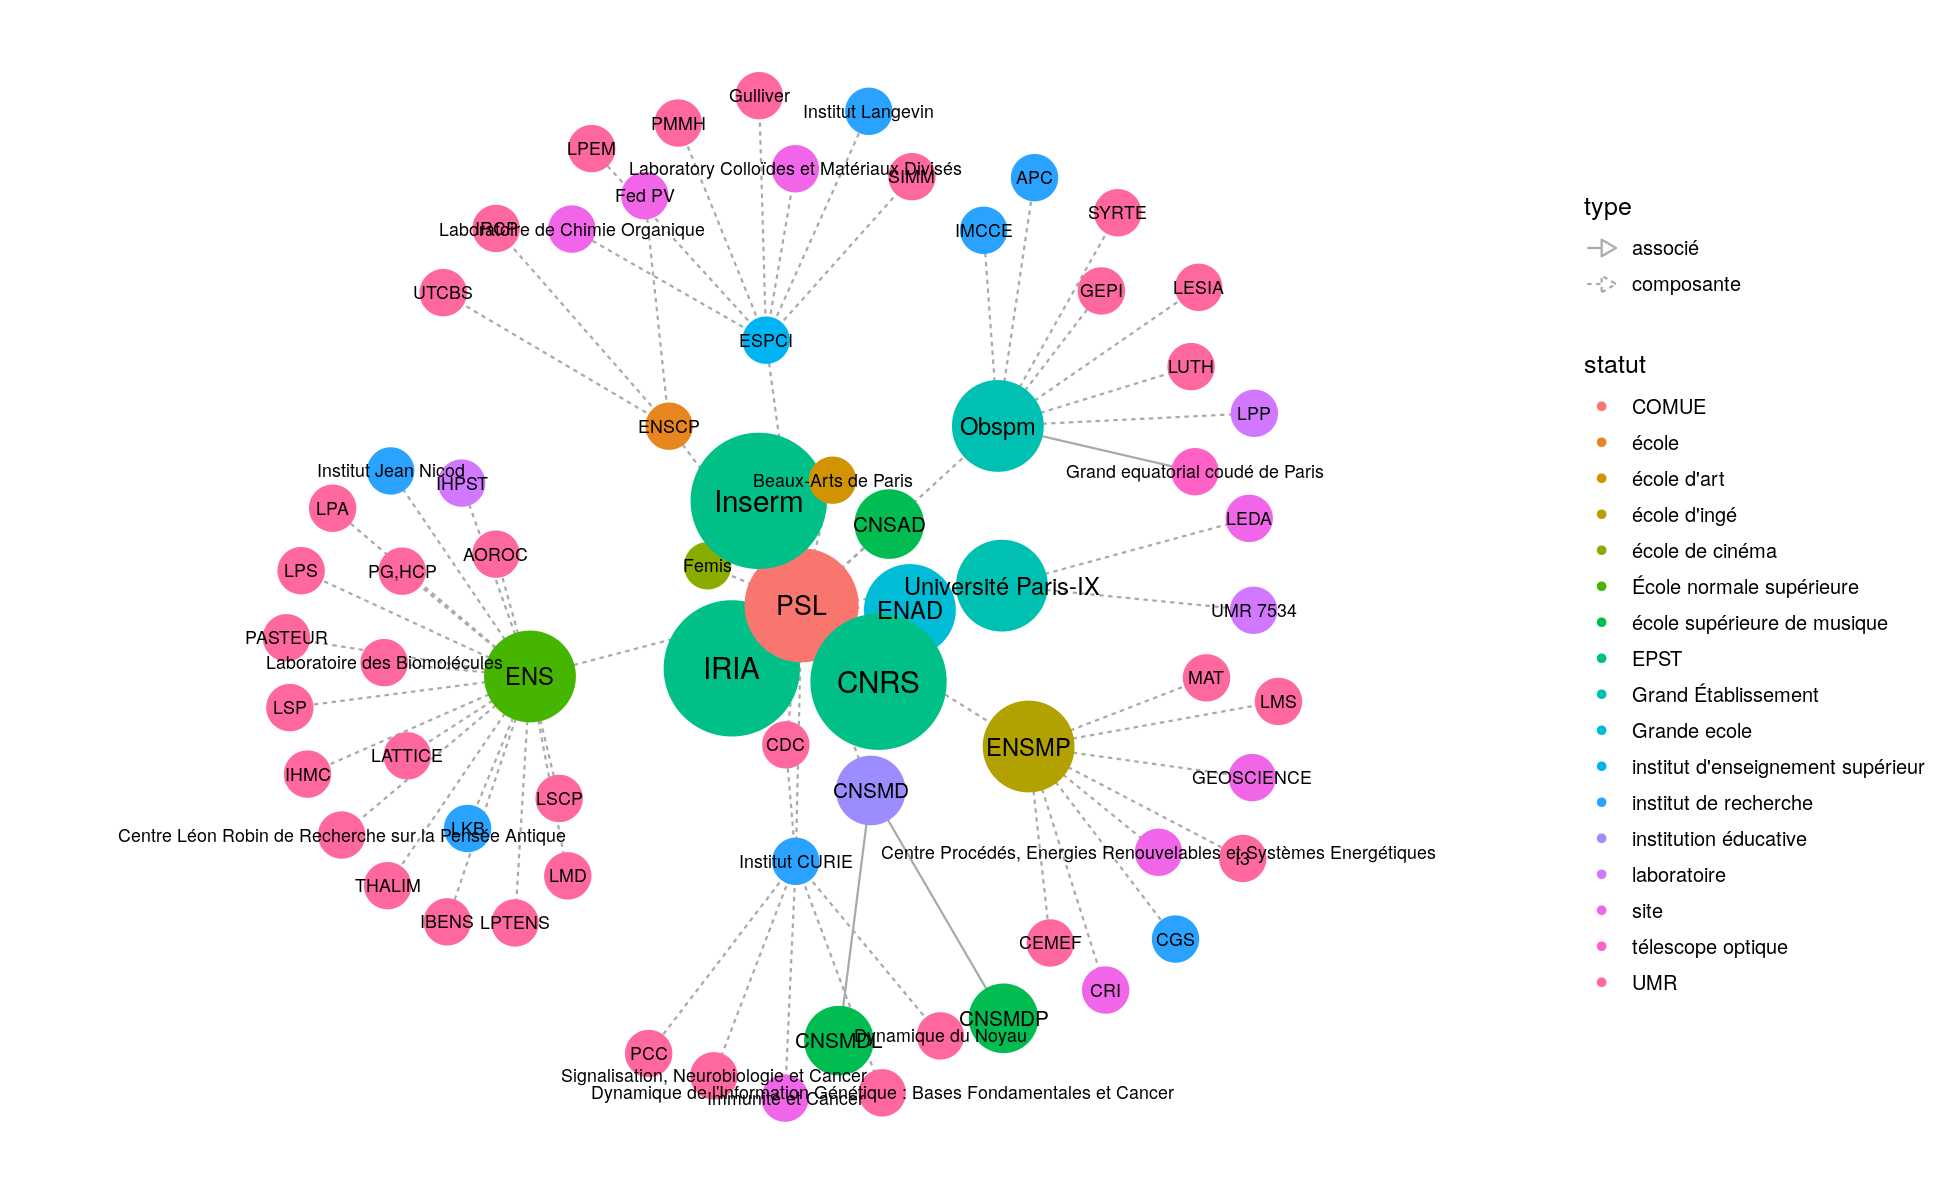 Gulliver
Institut Langevin
PMMH
LPEM
Laboratory Colloïdes et Matériaux Divisés
SIMM
APC
Fed PV
SYRTE
IRCP
Laboratoire de Chimie Organique
IMCCE
UTCBS
GEPI
LESIA
ESPCI
LUTH
LPP
ENSCP
Obspm
Institut Jean Nicod
IHPST
Grand equatorial coudé de Paris
Beaux-Arts de Paris
Inserm
LPA
LEDA
CNSAD
AOROC
LPS
PG,HCP
Femis
Université Paris-IX
PSL
ENAD
UMR 7534
PASTEUR
Laboratoire des Biomolécules
IRIA
ENS
MAT
CNRS
LSP
LMS
CDC
ENSMP
LATTICE
IHMC
GEOSCIENCE
CNSMD
LSCP
LKB
Centre Léon Robin de Recherche sur la Pensée Antique
Centre Procédés, Energies Renouvelables et Systèmes Energétiques
i3
Institut CURIE
LMD
THALIM
IBENS
LPTENS
CEMEF
CGS
CRI
CNSMDP
Dynamique du Noyau
CNSMDL
PCC
Signalisation, Neurobiologie et Cancer
Dynamique de l'Information Génétique : Bases Fondamentales et Cancer
Immunité et Cancer
type
associé
composante
statut
COMUE
école
école d'art
école d'ingé
école de cinéma
École normale supérieure
école supérieure de musique
EPST
Grand Établissement
Grande ecole
institut d'enseignement supérieur
institut de recherche
institution éducative
laboratoire
site
télescope optique
UMR